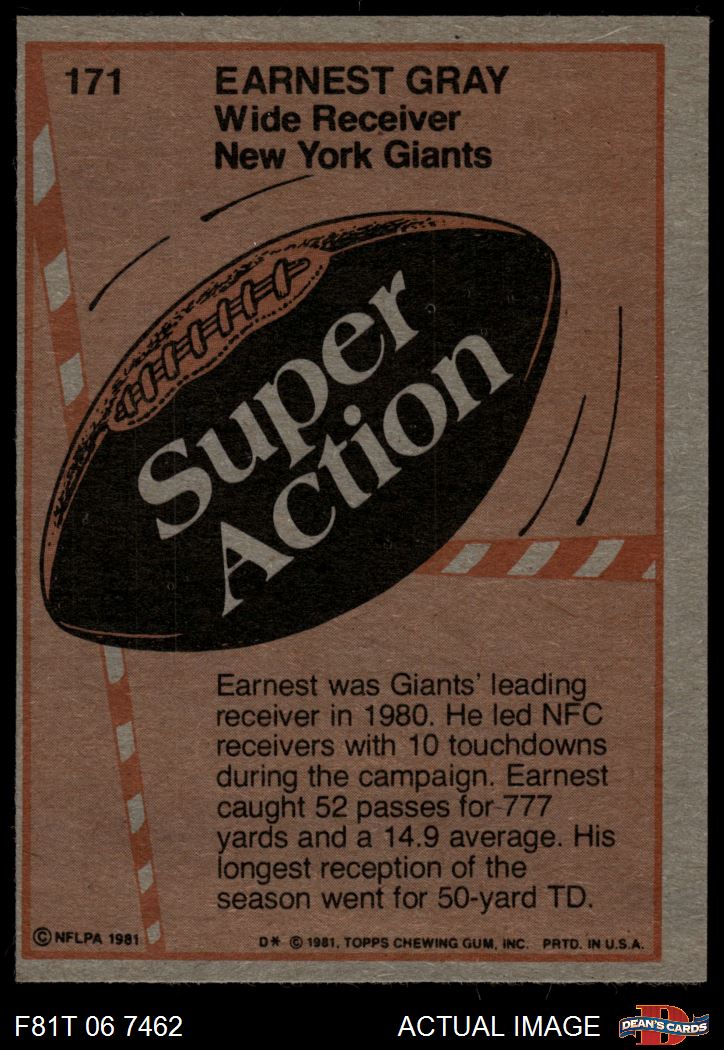 171
EARNEST GRAY
Wide Receiver
New York Giants
Super
Action
Earnest was Giants' leading
receiver in 1980. He led NFC
receivers with 10 touchdowns
during the campaign. Earnest
caught 52 passes for 777
yards and a 14.9 average. His
longest reception of the
season went for 50-yard TD.
© NFLPA 1981
D* © 1981, TOPPS CHEWING GUM, INC. PRTD. IN U.S.A.
F81T 06 7462
ACTUAL IMAGE
D
DEAN'S CARDS